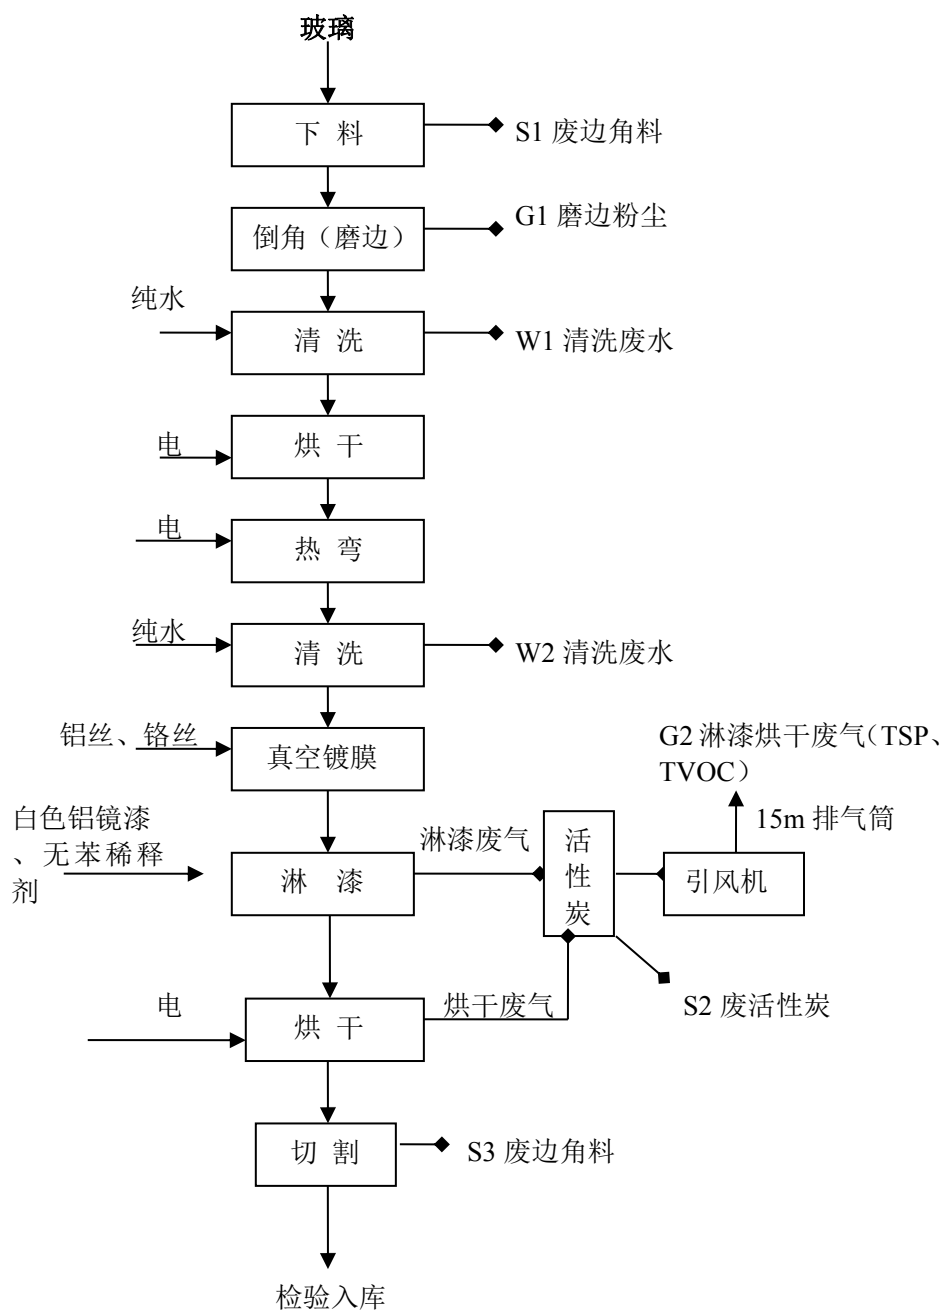 玻璃
下 料
S1 废边角料
倒角（磨边）
G1 磨边粉尘
纯水
清 洗
W1 清洗废水
电
烘 干
电
热 弯
纯水
清 洗
W2 清洗废水
铝丝、铬丝
真空镀膜
G2 淋漆烘干废气（TSP、
TVOC）
15m 排气筒
白色铝镜漆
、无苯稀释
剂
淋 漆
淋漆废气
活
性
炭
引风机
S2 废活性炭
电
烘 干
烘干废气
切 割
S3 废边角料
检验入库